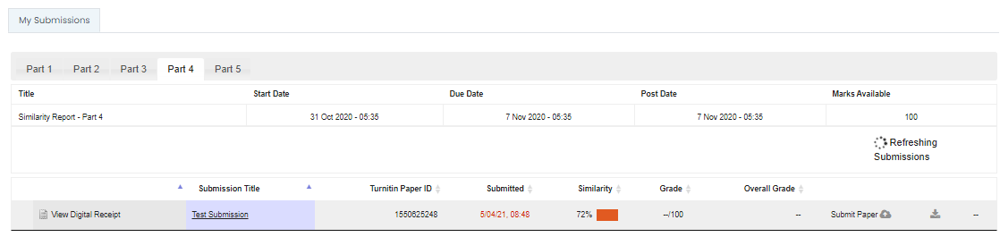 My Submissions
Part 1 Part 2 Part 3 Part 4 Part 5
Title Start Date Due Date Post Date Marks Available
Similarity Report - Part 4 31 Oct 2020 - 05:35 7 Nov 2020 - 05:35 7 Nov 2020 - 05:35 100
Refreshing
Submissions
Submission Title Turnitin Paper ID Submitted Similarity Grade Overall Grade
View Digital Receipt Test Submission 1550625248 5/04/21, 08:48 72% --/100 -- Submit Paper --